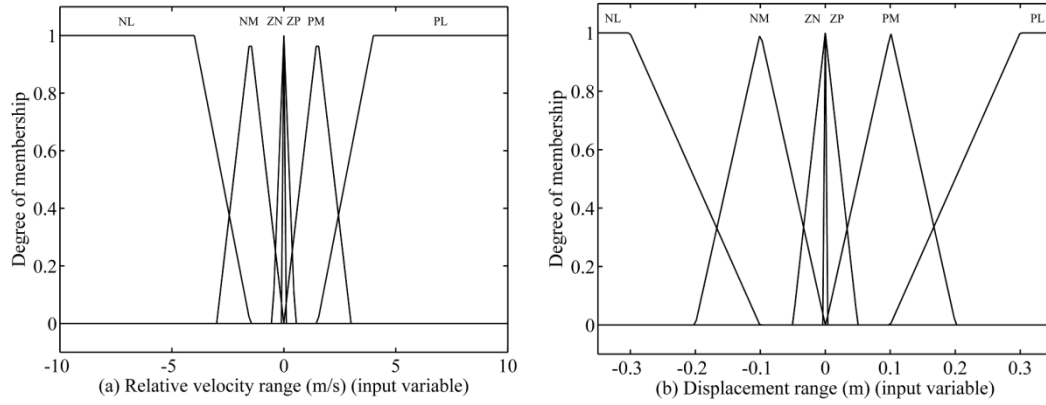 NL NM ZN ZP PM PL
1
0.8
0.6
0.4
0.2
0
Degree of membership
-10 -5 0 5 10
(a) Relative velocity range (m/s) (input variable)
NL NM ZN ZP PM PL
1
0.8
0.6
0.4
0.2
0
Degree of membership
-0.3 -0.2 -0.1 0 0.1 0.2 0.3
(b) Displacement range (m) (input variable)